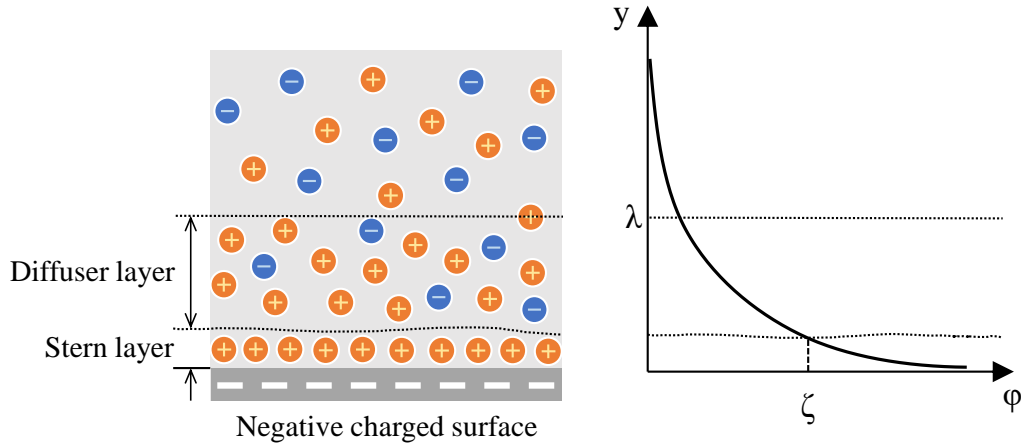 Diffuser layer
Stern layer
Negative charged surface
y
λ
ζ
φ